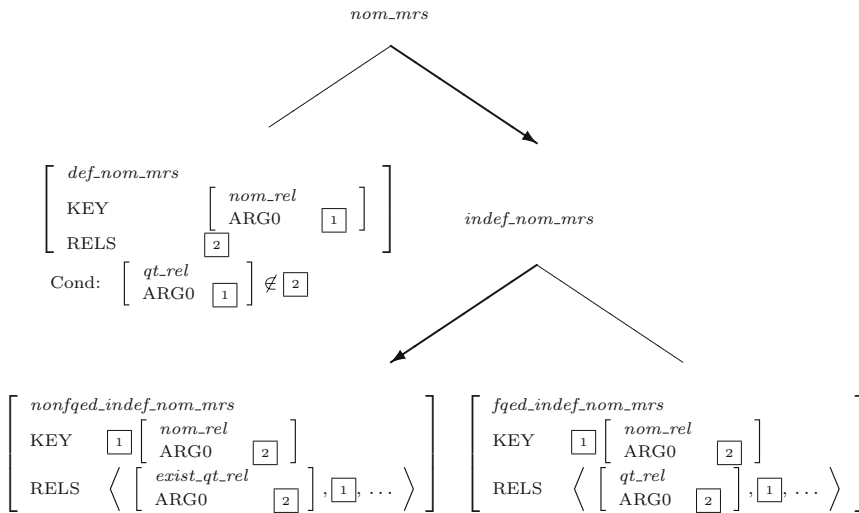 nom_mrs
def_nom_mrs
KEY nom_rel
ARG0 1
RELS 2
Cond: qt_rel
ARG0 1 ∉ 2
indef_nom_mrs
nonfqed_indef_nom_mrs
KEY 1 nom_rel
ARG0 2
RELS ⟨ exist_qt_rel
ARG0 2 , 1 , ... ⟩
fqed_indef_nom_mrs
KEY 1 nom_rel
ARG0 2
RELS ⟨ qt_rel
ARG0 2 , 1 , ... ⟩